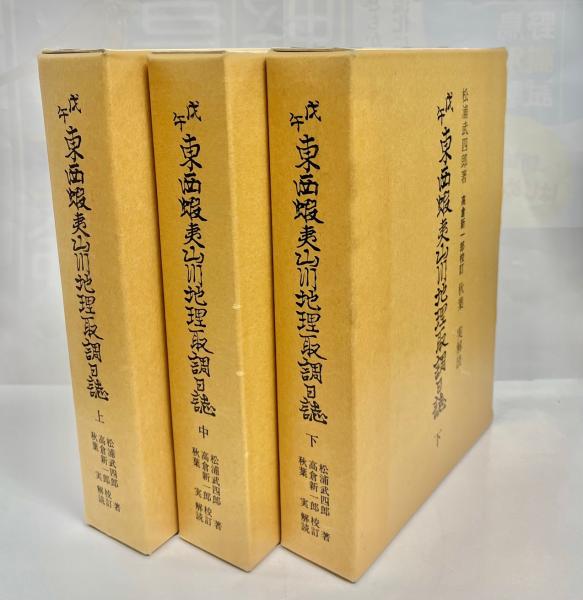 戊午 東西蝦夷山川地理取調日誌 上
松浦武四郎 著
高倉新一郎 校訂
秋葉 実 解読
戊午 東西蝦夷山川地理取調日誌 中
松浦武四郎 著
高倉新一郎 校訂
秋葉 実 解読
戊午 東西蝦夷山川地理取調日誌 下
松浦武四郎 著
高倉新一郎 校訂
秋葉 実 解読
松浦武四郎著 高倉新一郎校訂 秋葉 実解読
戊午 東西蝦夷山川地理取調日誌 下